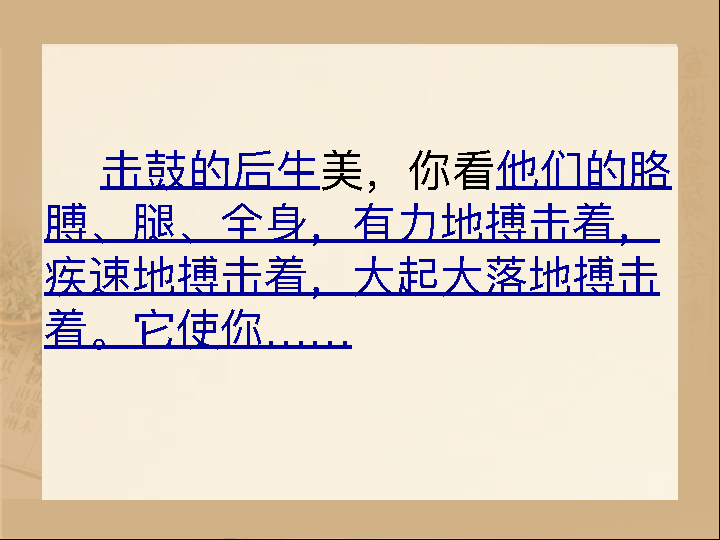 击鼓的后生美，你看他们的胳
膊、腿、全身，有力地搏击着，
疾速地搏击着，大起大落地搏击
着。它使你……